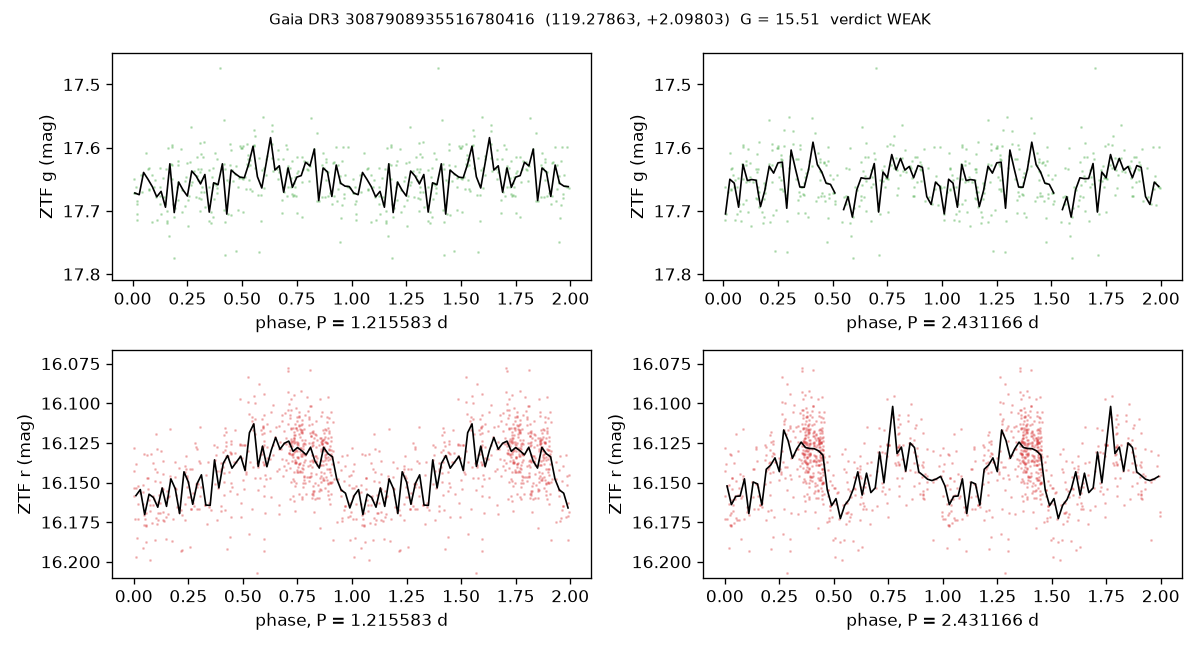 Gaia DR3 3087908935516780416 (119.27863, +2.09803) G = 15.51 verdict WEAK
ZTF g (mag)
17.5
17.6
17.7
17.8
0.00 0.25 0.50 0.75 1.00 1.25 1.50 1.75 2.00
phase, P = 1.215583 d
ZTF g (mag)
17.5
17.6
17.7
17.8
0.00 0.25 0.50 0.75 1.00 1.25 1.50 1.75 2.00
phase, P = 2.431166 d
ZTF r (mag)
16.075
16.100
16.125
16.150
16.175
16.200
0.00 0.25 0.50 0.75 1.00 1.25 1.50 1.75 2.00
phase, P = 1.215583 d
ZTF r (mag)
16.075
16.100
16.125
16.150
16.175
16.200
0.00 0.25 0.50 0.75 1.00 1.25 1.50 1.75 2.00
phase, P = 2.431166 d